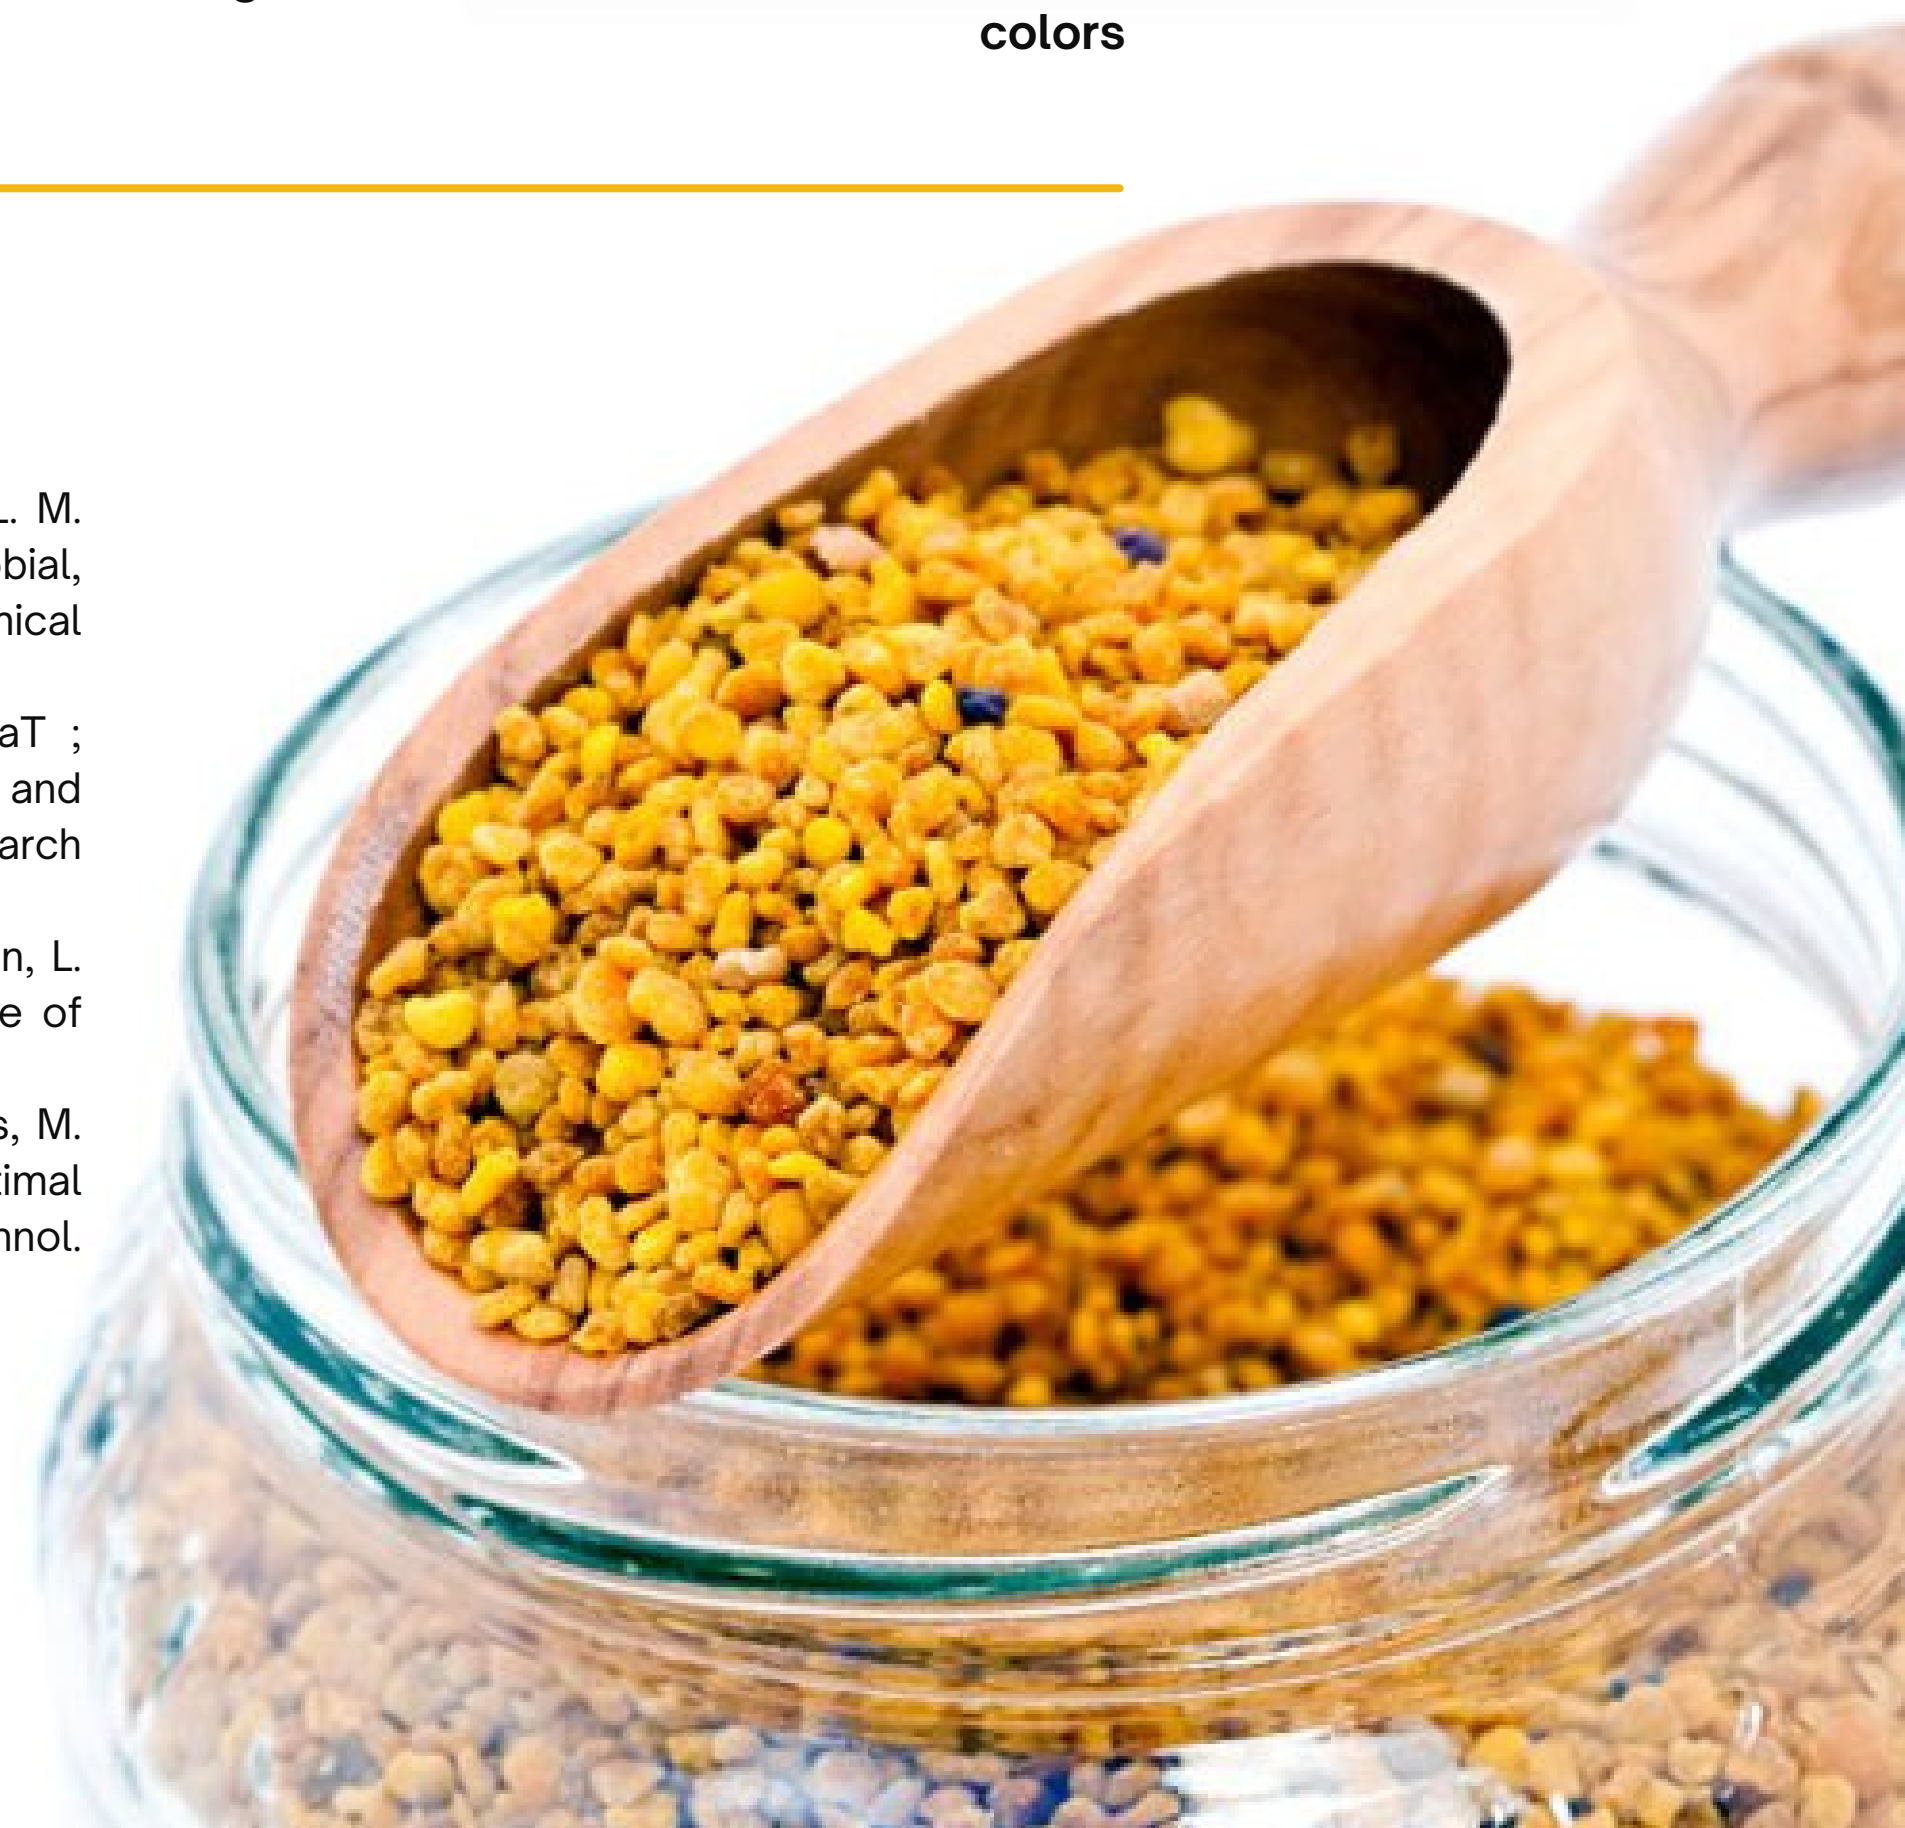 colors
L. M.
bial,
nical
aT ;
and
arch
n, L.
e of
s, M.
timal
nnol.